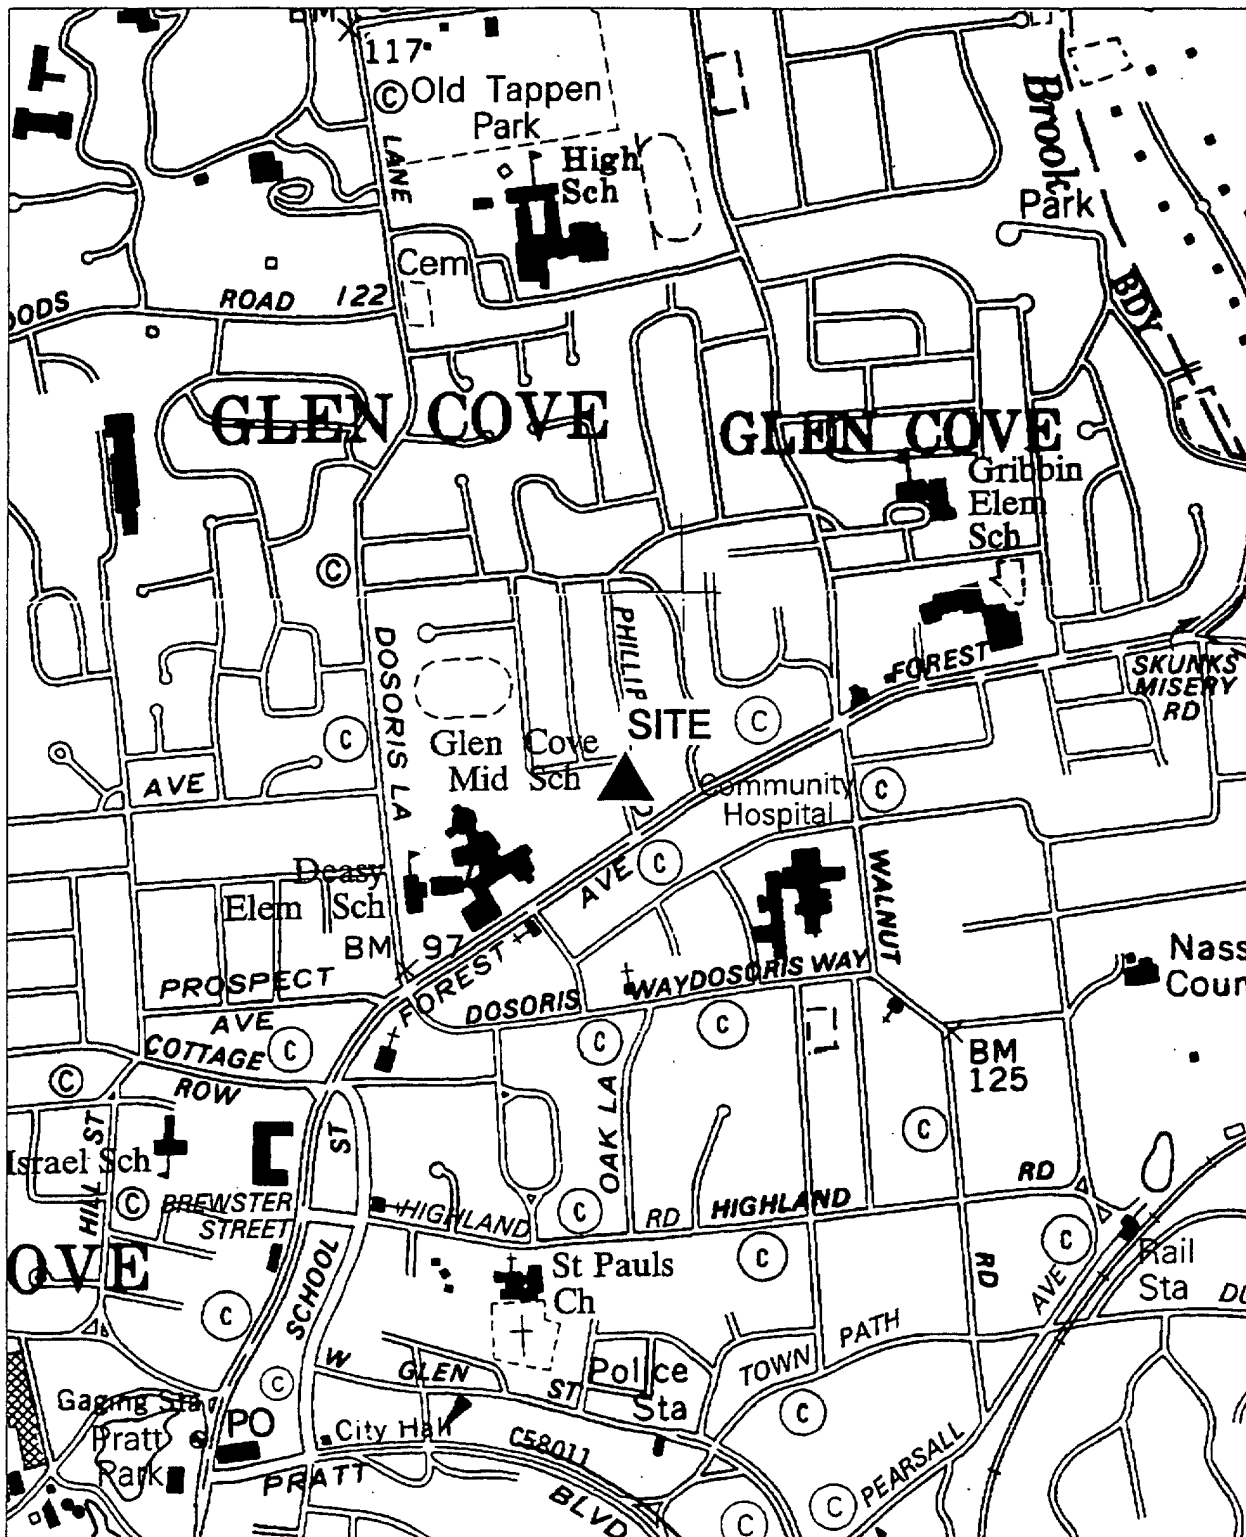 BM
117
© Old Tappen
Park
LANE
High
Sch
Brook
Park
Cem
ROAD 122
BDY
GLEN COVE
GLEN COVE
Gribbin
Elem
Sch
©
PHILLIP
DOSORIS LA
FOREST
SKUNKS
MISERY
RD
SITE
C
C
Glen Cove
Mid Sch
AVE
Community
Hospital
C
C
AVE
WALNUT
Deasy
Elem Sch
BM 97
FOREST
PROSPECT
AVE
DOSORIS
WAY
DOSORIS WAY
C
C
C
COTTAGE
ROW
BM
125
©
HILL ST
ST
OAK LA
C
Israel Sch
©
BREWSTER
STREET
HIGHLAND
C
RD
HIGHLAND
RD
C
C
OVE
SCHOOL
St Pauls
Ch
RD
AVE
Rail
Sta
C
W
GLEN
ST
Police
Sta
TOWN
PATH
C
C
Gaging Sta
Pratt
Park
PO
City Hall
C58011
PRATT
BLVD
PEARSALL
C
C